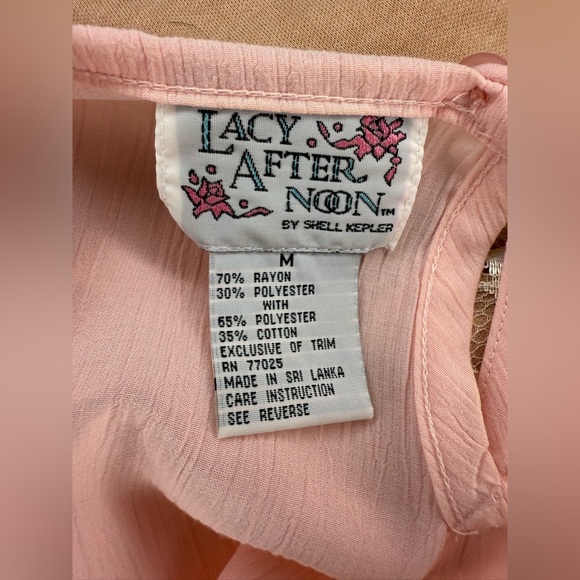 LACY
AFTER
NOON™
BY SHELL KEPLER
M
70% RAYON
30% POLYESTER
WITH
65% POLYESTER
35% COTTON
EXCLUSIVE OF TRIM
RN 77025
MADE IN SRI LANKA
CARE INSTRUCTION
SEE REVERSE